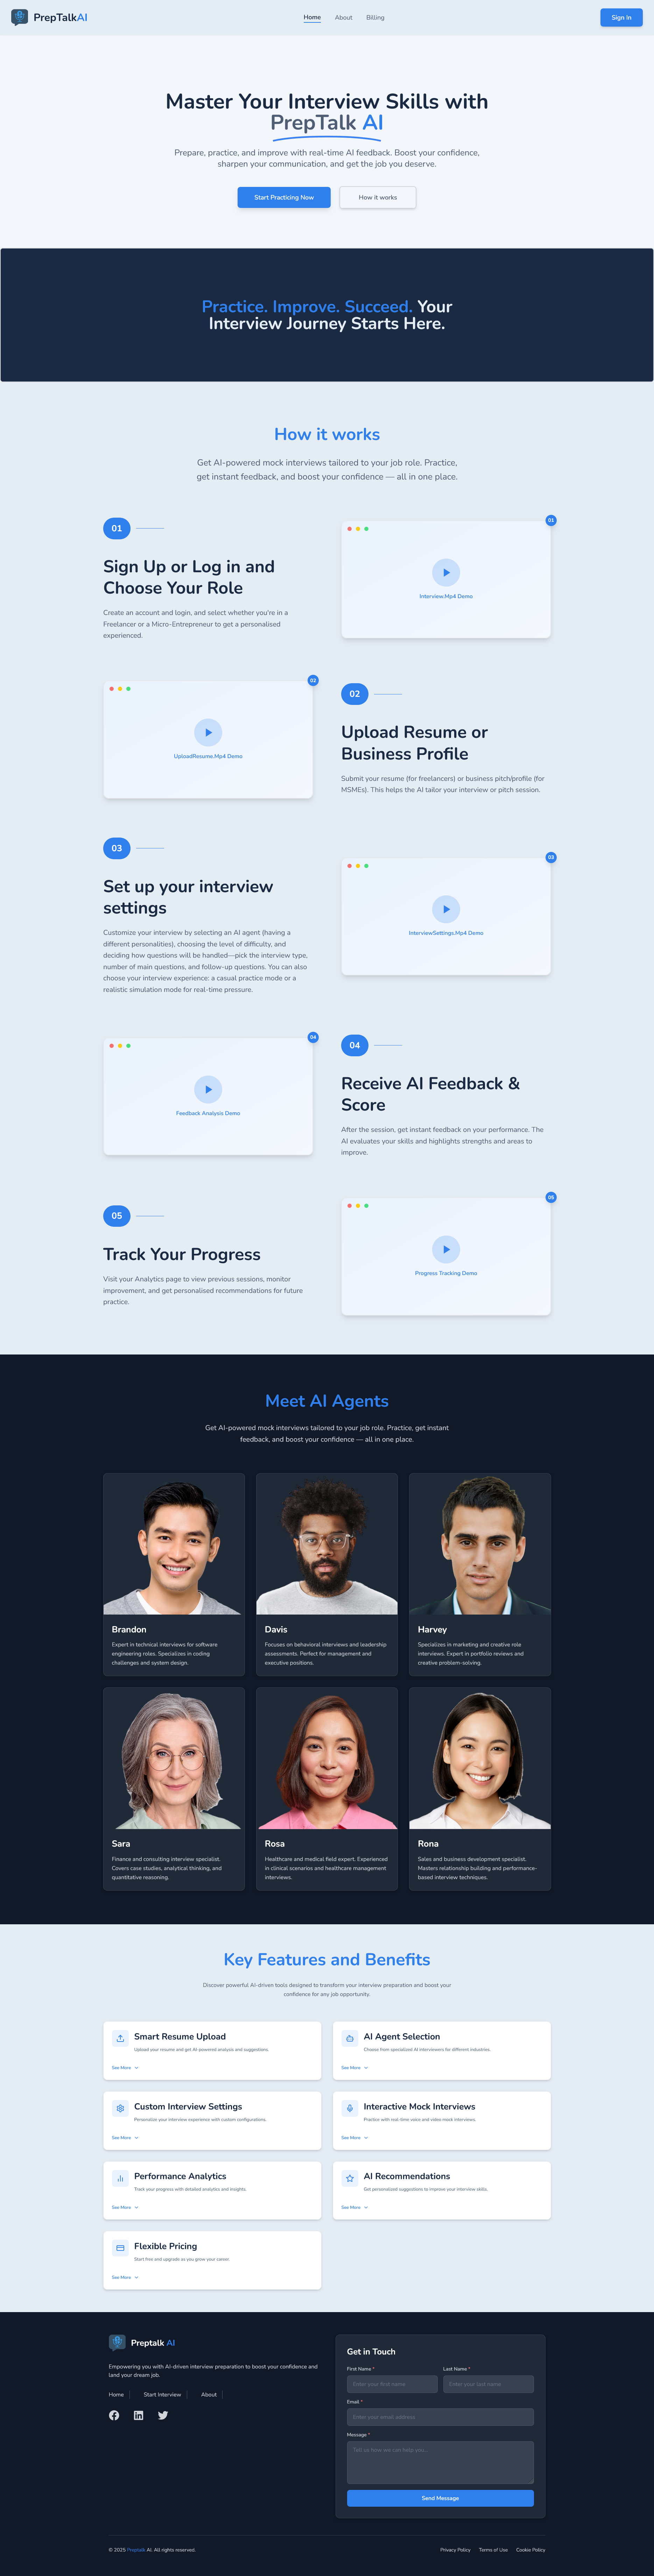 PrepTalkAI
Home
About
Billing
Sign In
Master Your Interview Skills with
PrepTalk AI
Prepare, practice, and improve with real-time AI feedback. Boost your confidence,
sharpen your communication, and get the job you deserve.
Start Practicing Now
How it works
Practice. Improve. Succeed. Your
Interview Journey Starts Here.
How it works
Get AI-powered mock interviews tailored to your job role. Practice,
get instant feedback, and boost your confidence — all in one place.
01
Sign Up or Log in and
Choose Your Role
Create an account and login, and select whether you're in a
Freelancer or a Micro-Entrepreneur to get a personalised
experienced.
01
Interview.Mp4 Demo
02
UploadResume.Mp4 Demo
02
Upload Resume or
Business Profile
Submit your resume (for freelancers) or business pitch/profile (for
MSMEs). This helps the AI tailor your interview or pitch session.
03
Set up your interview
settings
Customize your interview by selecting an AI agent (having a
different personalities), choosing the level of difficulty, and
deciding how questions will be handled—pick the interview type,
number of main questions, and follow-up questions. You can also
choose your interview experience: a casual practice mode or a
realistic simulation mode for real-time pressure.
03
InterviewSettings.Mp4 Demo
04
Feedback Analysis Demo
04
Receive AI Feedback &
Score
After the session, get instant feedback on your performance. The
AI evaluates your skills and highlights strengths and areas to
improve.
05
Track Your Progress
Visit your Analytics page to view previous sessions, monitor
improvement, and get personalised recommendations for future
practice.
05
Progress Tracking Demo
Meet AI Agents
Get AI-powered mock interviews tailored to your job role. Practice, get instant
feedback, and boost your confidence — all in one place.
Brandon
Expert in technical interviews for software
engineering roles. Specializes in coding
challenges and system design.
Davis
Focuses on behavioral interviews and leadership
assessments. Perfect for management and
executive positions.
Harvey
Specializes in marketing and creative role
interviews. Expert in portfolio reviews and
creative problem-solving.
Sara
Finance and consulting interview specialist.
Covers case studies, analytical thinking, and
quantitative reasoning.
Rosa
Healthcare and medical field expert. Experienced
in clinical scenarios and healthcare management
interviews.
Rona
Sales and business development specialist.
Masters relationship building and performance-
based interview techniques.
Key Features and Benefits
Discover powerful AI-driven tools designed to transform your interview preparation and boost your
confidence for any job opportunity.
Smart Resume Upload
Upload your resume and get AI-powered analysis and suggestions.
See More
AI Agent Selection
Choose from specialized AI interviewers for different industries.
See More
Custom Interview Settings
Personalize your interview experience with custom configurations.
See More
Interactive Mock Interviews
Practice with real-time voice and video mock interviews.
See More
Performance Analytics
Track your progress with detailed analytics and insights.
See More
AI Recommendations
Get personalized suggestions to improve your interview skills.
See More
Flexible Pricing
Start free and upgrade as you grow your career.
See More
Preptalk AI
Empowering you with AI-driven interview preparation to boost your confidence and
land your dream job.
Home
Start Interview
About
Get in Touch
First Name *
Last Name *
Enter your first name
Enter your last name
Email *
Enter your email address
Message *
Tell us how we can help you...
Send Message
© 2025 Preptalk AI. All rights reserved.
Privacy Policy
Terms of Use
Cookie Policy